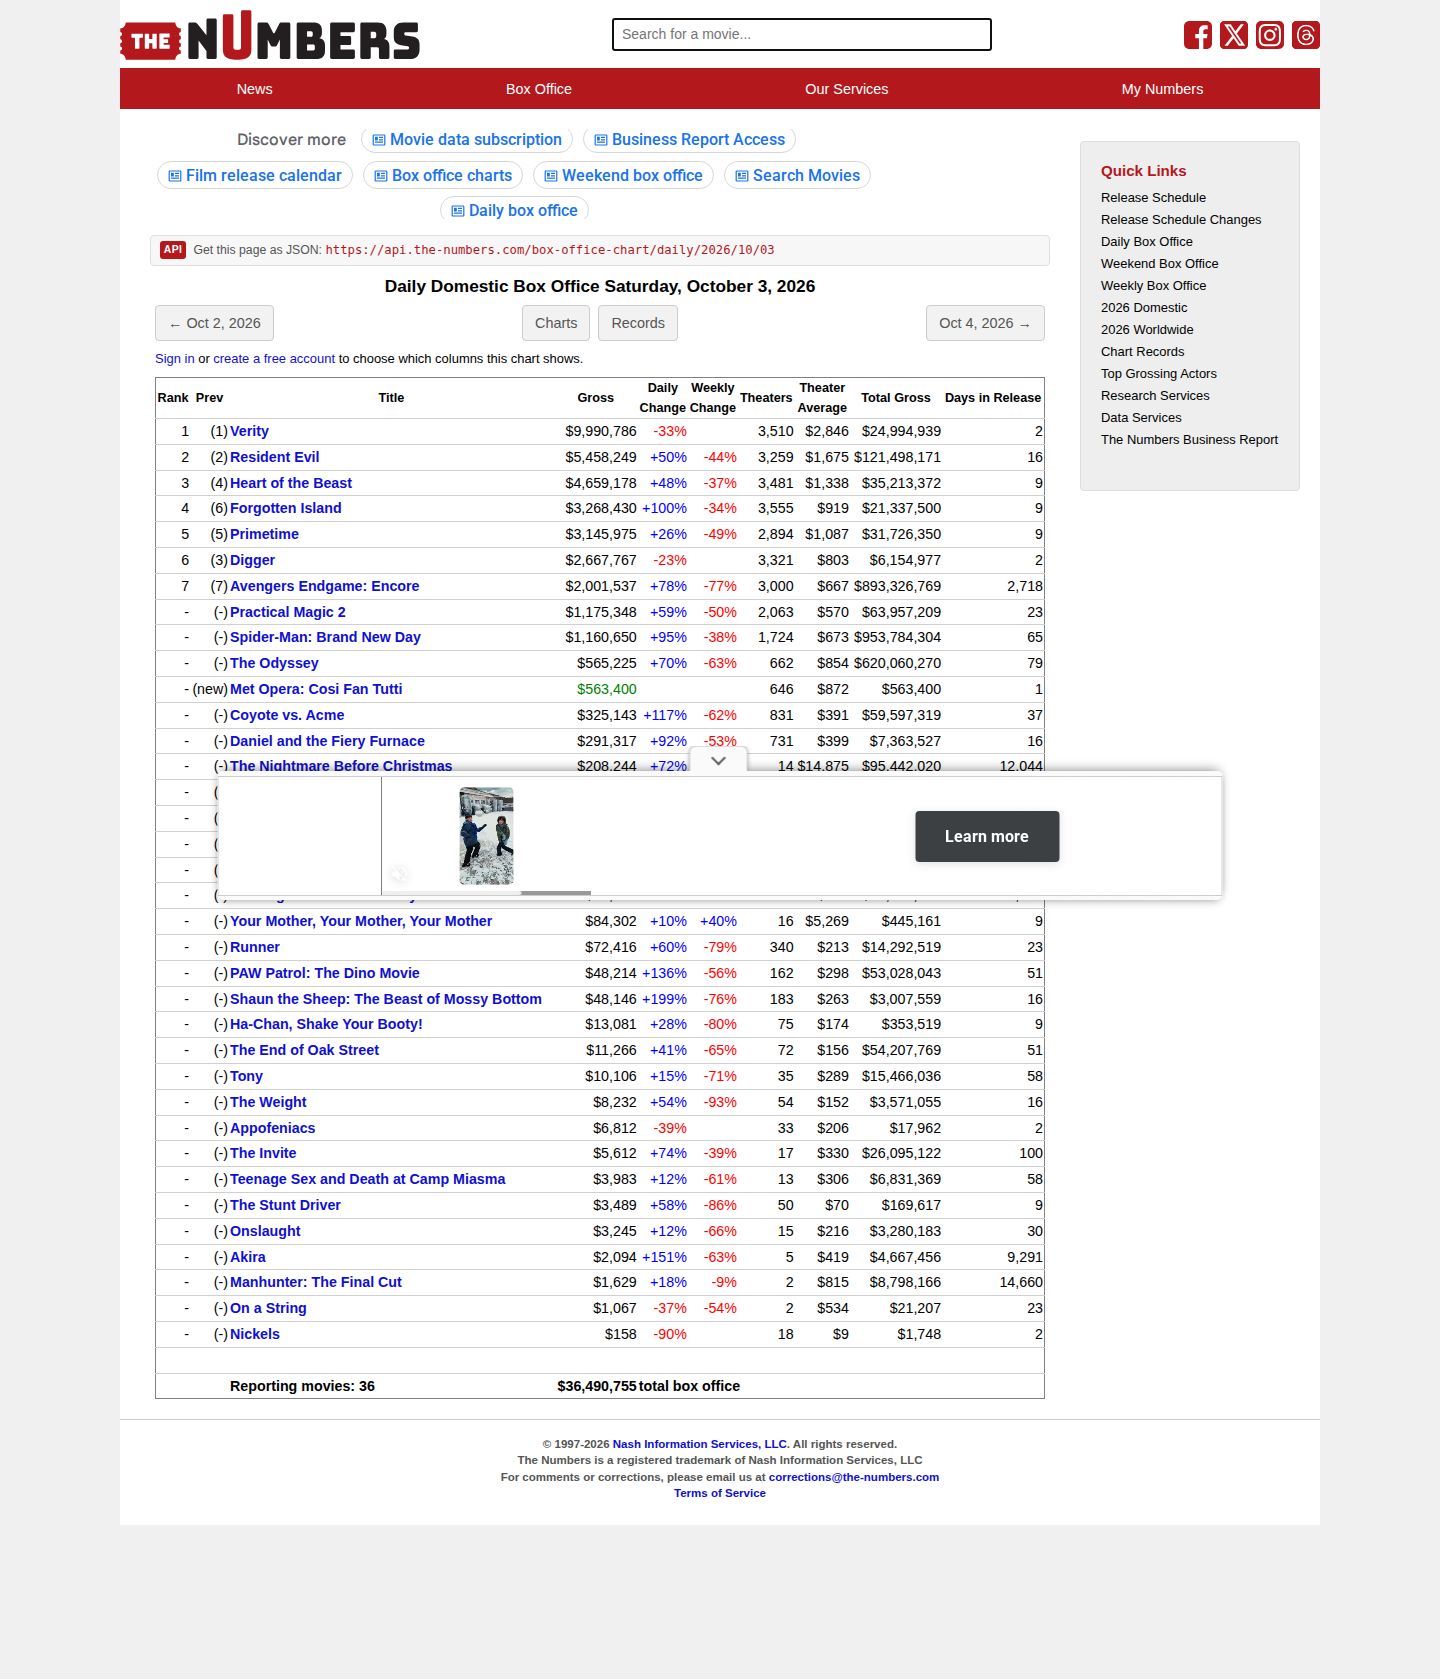 THE NUMBERS
Search for a movie...
News Box Office Our Services My Numbers
Discover more Movie data subscription Business Report Access
Film release calendar Box office charts Weekend box office Search Movies
Daily box office
API Get this page as JSON: https://api.the-numbers.com/box-office-chart/daily/2026/10/03
Daily Domestic Box Office Saturday, October 3, 2026
← Oct 2, 2026 Charts Records Oct 4, 2026 →
Sign in or create a free account to choose which columns this chart shows.
Rank Prev Title Gross Daily Change Weekly Change Theaters Theater Average Total Gross Days in Release
1 (1) Verity $9,990,786 -33% 3,510 $2,846 $24,994,939 2
2 (2) Resident Evil $5,458,249 +50% -44% 3,259 $1,675 $121,498,171 16
3 (4) Heart of the Beast $4,659,178 +48% -37% 3,481 $1,338 $35,213,372 9
4 (6) Forgotten Island $3,268,430 +100% -34% 3,555 $919 $21,337,500 9
5 (5) Primetime $3,145,975 +26% -49% 2,894 $1,087 $31,726,350 9
6 (3) Digger $2,667,767 -23% 3,321 $803 $6,154,977 2
7 (7) Avengers Endgame: Encore $2,001,537 +78% -77% 3,000 $667 $893,326,769 2,718
- (-) Practical Magic 2 $1,175,348 +59% -50% 2,063 $570 $63,957,209 23
- (-) Spider-Man: Brand New Day $1,160,650 +95% -38% 1,724 $673 $953,784,304 65
- (-) The Odyssey $565,225 +70% -63% 662 $854 $620,060,270 79
- (new) Met Opera: Cosi Fan Tutti $563,400 646 $872 $563,400 1
- (-) Coyote vs. Acme $325,143 +117% -62% 831 $391 $59,597,319 37
- (-) Daniel and the Fiery Furnace $291,317 +92% -53% 731 $399 $7,363,527 16
- (-) The Nightmare Before Christmas $208,244 +72% 14 $14,875 $95,442,020 12,044
- (
- (
- (
- (
- (
Learn more
- (-) Your Mother, Your Mother, Your Mother $84,302 +10% +40% 16 $5,269 $445,161 9
- (-) Runner $72,416 +60% -79% 340 $213 $14,292,519 23
- (-) PAW Patrol: The Dino Movie $48,214 +136% -56% 162 $298 $53,028,043 51
- (-) Shaun the Sheep: The Beast of Mossy Bottom $48,146 +199% -76% 183 $263 $3,007,559 16
- (-) Ha-Chan, Shake Your Booty! $13,081 +28% -80% 75 $174 $353,519 9
- (-) The End of Oak Street $11,266 +41% -65% 72 $156 $54,207,769 51
- (-) Tony $10,106 +15% -71% 35 $289 $15,466,036 58
- (-) The Weight $8,232 +54% -93% 54 $152 $3,571,055 16
- (-) Appofeniacs $6,812 -39% 33 $206 $17,962 2
- (-) The Invite $5,612 +74% -39% 17 $330 $26,095,122 100
- (-) Teenage Sex and Death at Camp Miasma $3,983 +12% -61% 13 $306 $6,831,369 58
- (-) The Stunt Driver $3,489 +58% -86% 50 $70 $169,617 9
- (-) Onslaught $3,245 +12% -66% 15 $216 $3,280,183 30
- (-) Akira $2,094 +151% -63% 5 $419 $4,667,456 9,291
- (-) Manhunter: The Final Cut $1,629 +18% -9% 2 $815 $8,798,166 14,660
- (-) On a String $1,067 -37% -54% 2 $534 $21,207 23
- (-) Nickels $158 -90% 18 $9 $1,748 2
Reporting movies: 36 $36,490,755 total box office
Quick Links
Release Schedule
Release Schedule Changes
Daily Box Office
Weekend Box Office
Weekly Box Office
2026 Domestic
2026 Worldwide
Chart Records
Top Grossing Actors
Research Services
Data Services
The Numbers Business Report
© 1997-2026 Nash Information Services, LLC. All rights reserved.
The Numbers is a registered trademark of Nash Information Services, LLC
For comments or corrections, please email us at corrections@the-numbers.com
Terms of Service